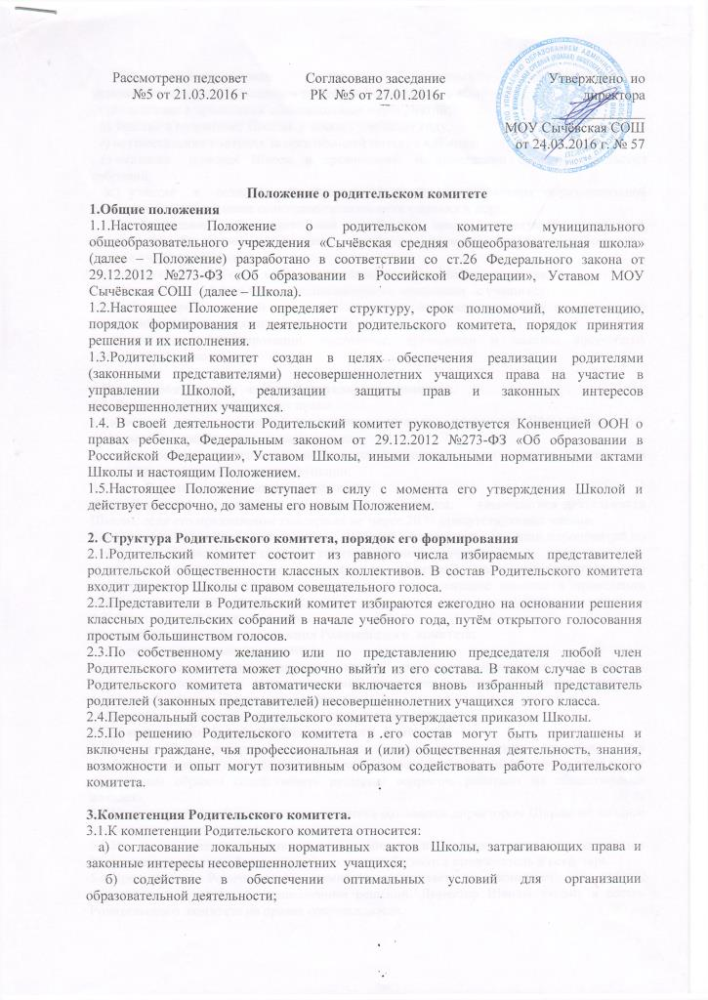 Рассмотрено педсовет Согласовано заседание Утверждено ио
№5 от 21.03.2016 г РК №5 от 27.01.2016г директора
МОУ Сычёвская СОШ
от 24.03.2016 г. № 57
Положение о родительском комитете
1.Общие положения
1.1.Настоящее Положение о родительском комитете муниципального
общеобразовательного учреждения «Сычёвская средняя общеобразовательная школа»
(далее – Положение) разработано в соответствии со ст.26 Федерального закона от
29.12.2012 №273-ФЗ «Об образовании в Российской Федерации», Уставом МОУ
Сычёвская СОШ (далее – Школа).
1.2.Настоящее Положение определяет структуру, срок полномочий, компетенцию,
порядок формирования и деятельности родительского комитета, порядок принятия
решения и их исполнения.
1.3.Родительский комитет создан в целях обеспечения реализации родителями
(законными представителями) несовершеннолетних учащихся права на участие в
управлении Школой, реализации защиты прав и законных интересов
несовершеннолетних учащихся.
1.4. В своей деятельности Родительский комитет руководствуется Конвенцией ООН о
правах ребенка, Федеральным законом от 29.12.2012 №273-ФЗ «Об образовании в
Российской Федерации», Уставом Школы, иными локальными нормативными актами
Школы и настоящим Положением.
1.5.Настоящее Положение вступает в силу с момента его утверждения Школой и
действует бессрочно, до замены его новым Положением.
2. Структура Родительского комитета, порядок его формирования
2.1.Родительский комитет состоит из равного числа избираемых представителей
родительской общественности классных коллективов. В состав Родительского комитета
входит директор Школы с правом совещательного голоса.
2.2.Представители в Родительский комитет избираются ежегодно на основании решения
классных родительских собраний в начале учебного года, путём открытого голосования
простым большинством голосов.
2.3.По собственному желанию или по представлению председателя любой член
Родительского комитета может досрочно выйти из его состава. В таком случае в состав
Родительского комитета автоматически включается вновь избранный представитель
родителей (законных представителей) несовершеннолетних учащихся этого класса.
2.4.Персональный состав Родительского комитета утверждается приказом Школы.
2.5.По решению Родительского комитета в его состав могут быть приглашены и
включены граждане, чья профессиональная и (или) общественная деятельность, знания,
возможности и опыт могут позитивным образом содействовать работе Родительского
комитета.
3.Компетенция Родительского комитета.
3.1.К компетенции Родительского комитета относится:
а) согласование локальных нормативных актов Школы, затрагивающих права и
законные интересы несовершеннолетних учащихся;
б) содействие в обеспечении оптимальных условий для организации
образовательной деятельности;